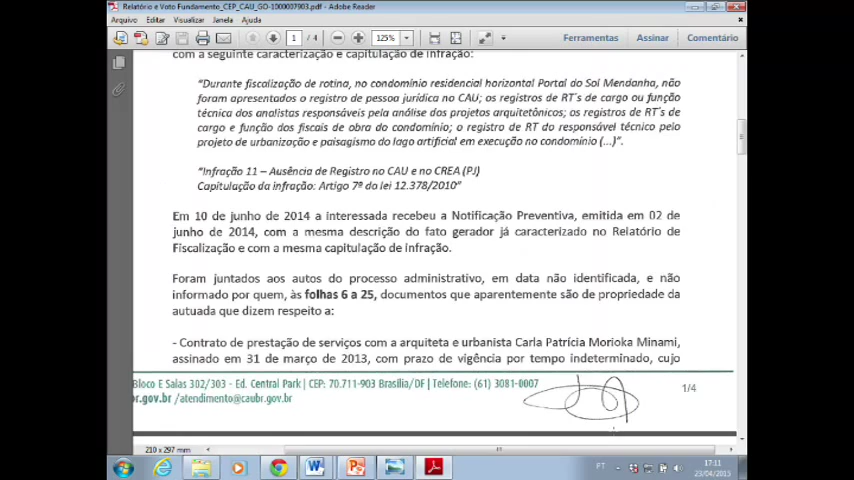 Relatório e Voto Fundamento_CEP_CAU_GO-1000007903.pdf - Adobe Reader
Arquivo Editar Visualizar Janela Ajuda
1 / 4 125% Ferramentas Assinar Comentário
com a seguinte caracterização e capitulação de infração:
“Durante fiscalização de rotina, no condomínio residencial horizontal Portal do Sol Mendanha, não
foram apresentados o registro de pessoa jurídica no CAU; os registros de RT´s de cargo ou função
técnica dos analistas responsáveis pela análise dos projetos arquitetônicos; os registros de RT´s de
cargo e função dos fiscais de obra do condomínio; o registro de RT do responsável técnico pelo
projeto de urbanização e paisagismo do lago artificial em execução no condomínio (...)”.
“Infração 11 – Ausência de Registro no CAU e no CREA (PJ)
Capitulação da infração: Artigo 7º da lei 12.378/2010”
Em 10 de junho de 2014 a interessada recebeu a Notificação Preventiva, emitida em 02 de
junho de 2014, com a mesma descrição do fato gerador já caracterizado no Relatório de
Fiscalização e com a mesma capitulação de infração.
Foram juntados aos autos do processo administrativo, em data não identificada, e não
informado por quem, às folhas 6 a 25, documentos que aparentemente são de propriedade da
autuada que dizem respeito a:
- Contrato de prestação de serviços com a arquiteta e urbanista Carla Patrícia Morioka Minami,
assinado em 31 de março de 2013, com prazo de vigência por tempo indeterminado, cujo
Bloco E Salas 302/303 - Ed. Central Park | CEP: 70.711-903 Brasília/DF | Telefone: (61) 3081-0007
r.gov.br /atendimento@caubr.gov.br
1/4
210 x 297 mm
PT 17:11
23/04/2015